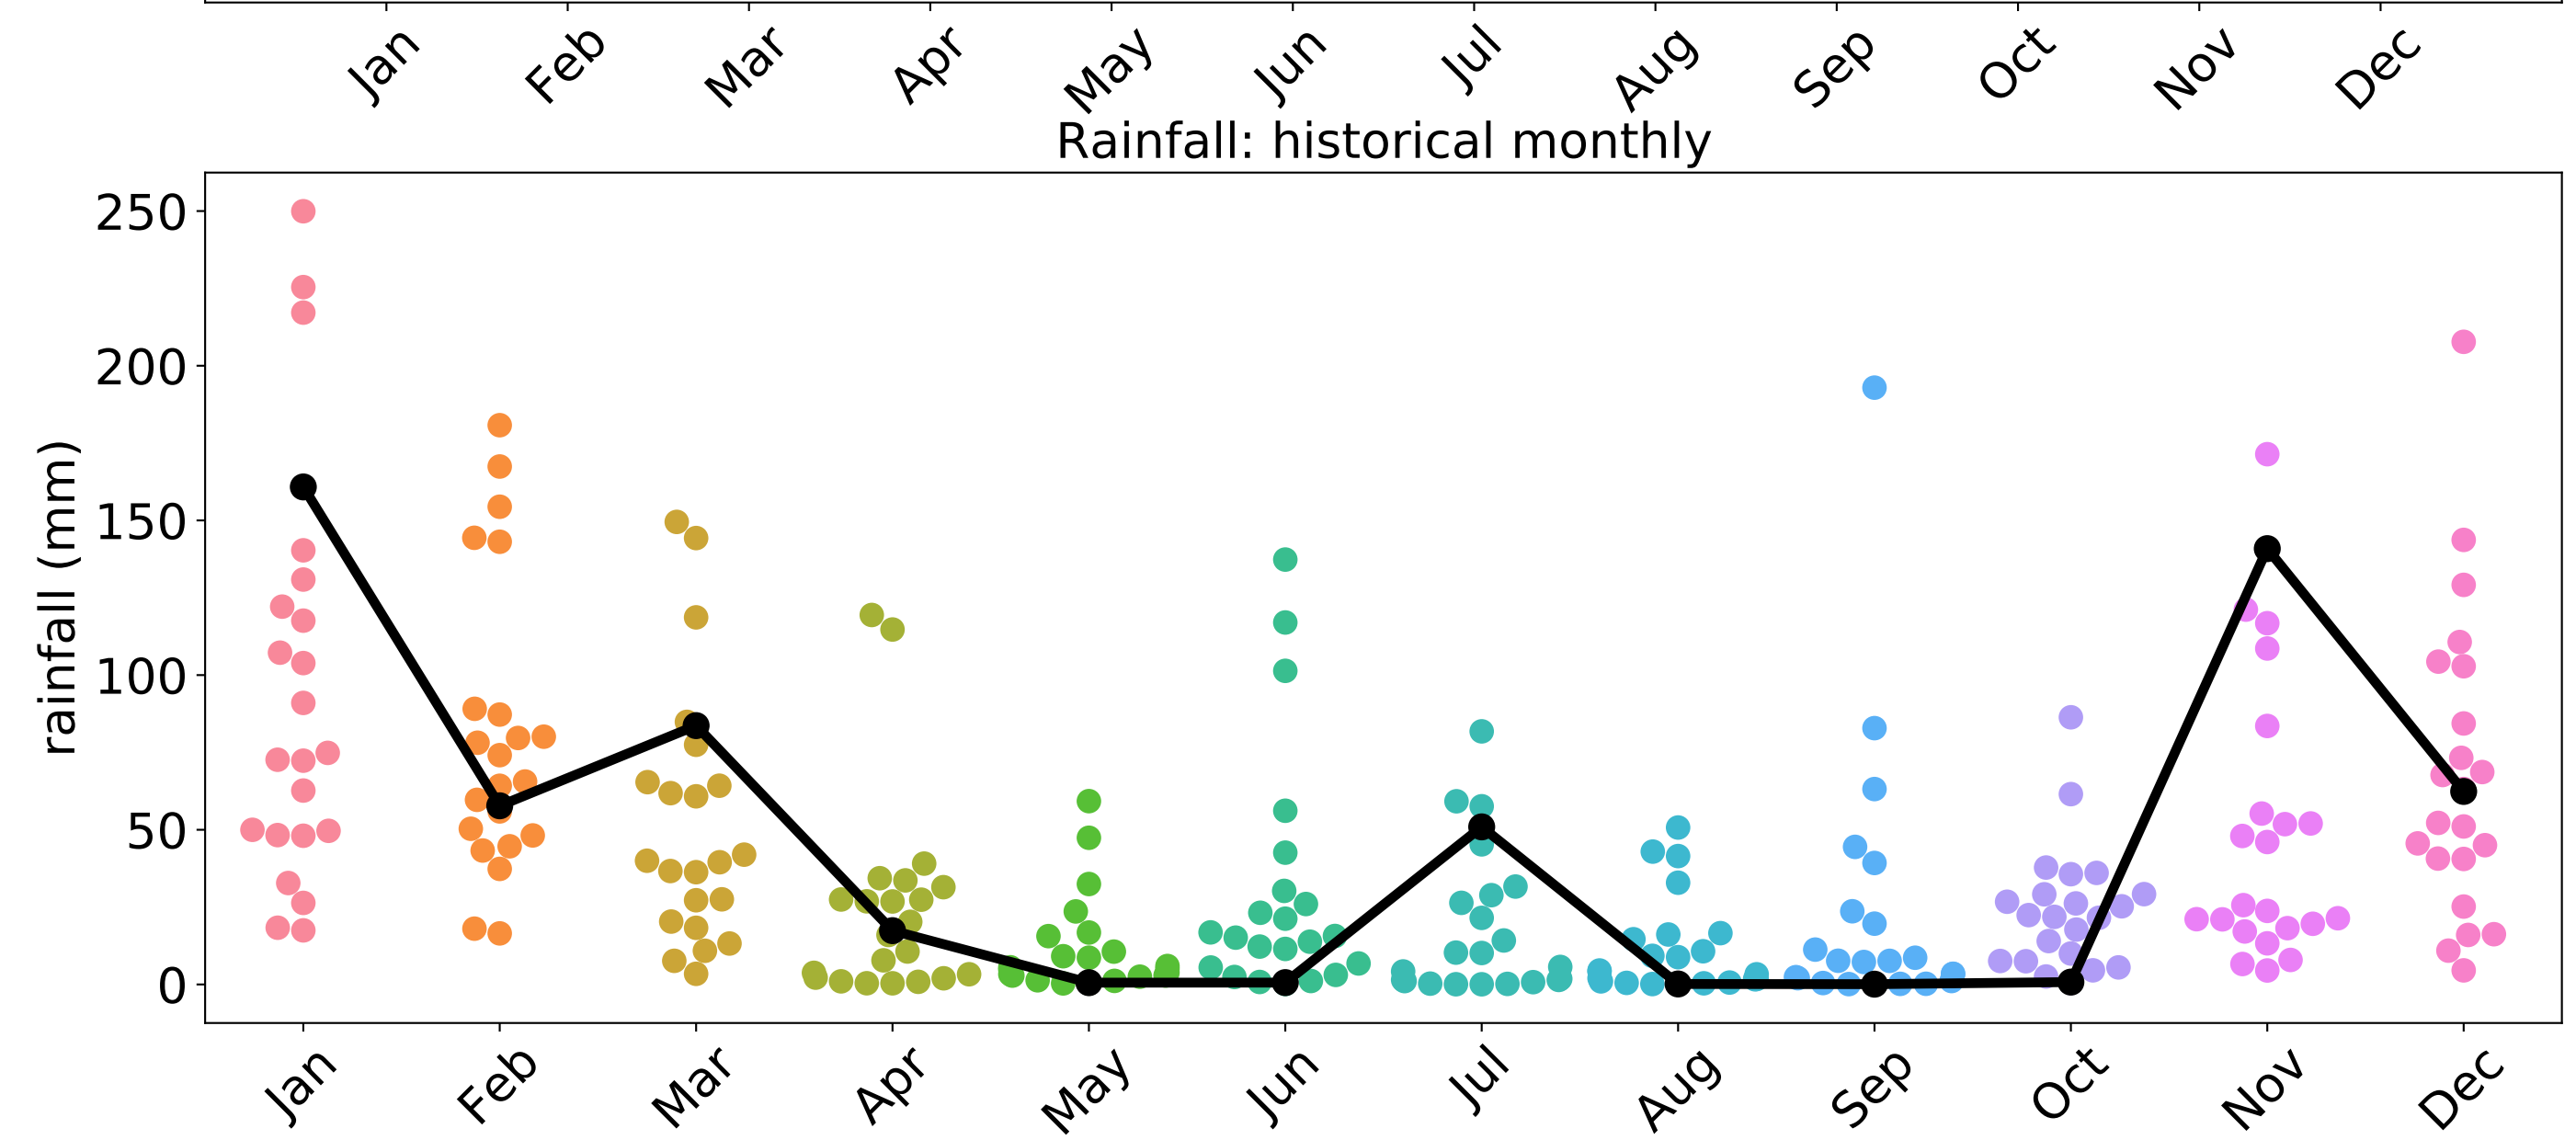 Jan Feb Mar Apr May Jun Jul Aug Sep Oct Nov Dec
Rainfall: historical monthly
rainfall (mm)
250
200
150
100
50
0
Jan Feb Mar Apr May Jun Jul Aug Sep Oct Nov Dec